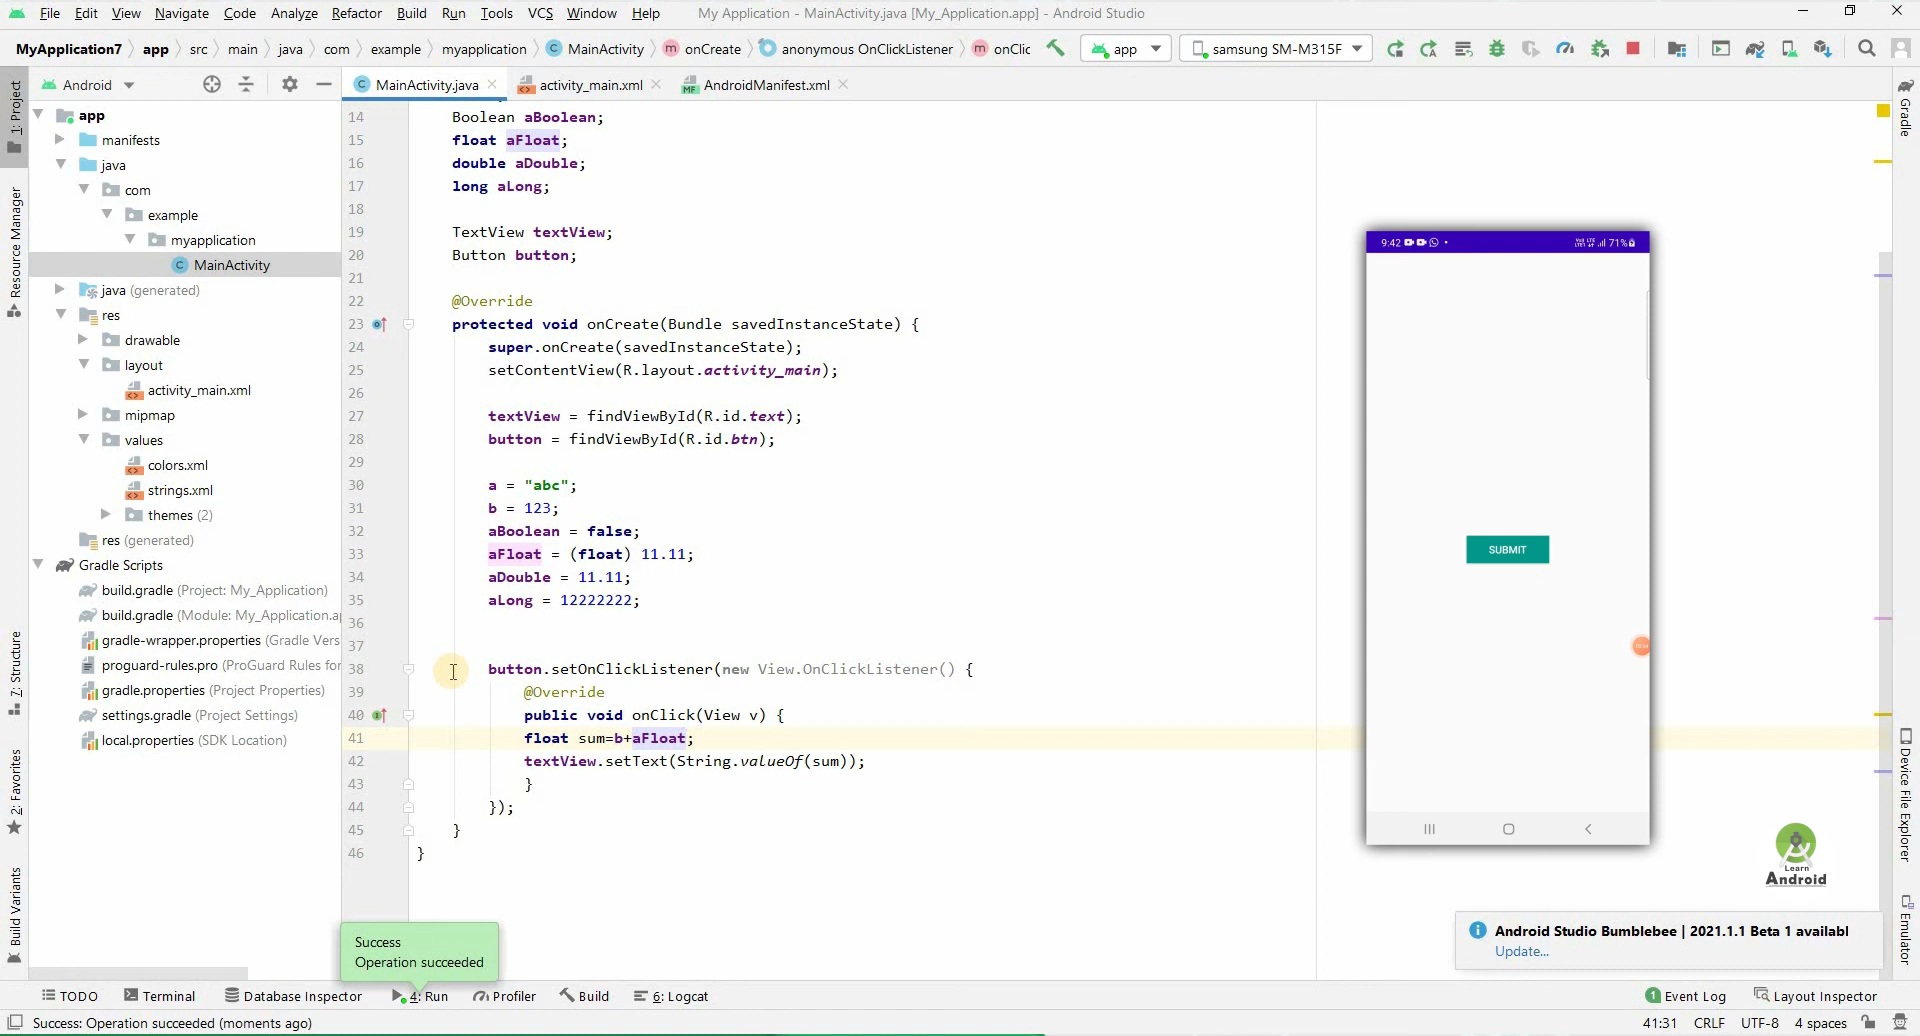 File Edit View Navigate Code Analyze Refactor Build Run Tools VCS Window Help My Application - MainActivity.java [My_Application.app] - Android Studio
MyApplication7 app src main java com example myapplication MainActivity onCreate anonymous OnClickListener onClic app samsung SM-M315F
Android MainActivity.java activity_main.xml AndroidManifest.xml
1: Project
Resource Manager
7: Structure
2: Favorites
Build Variants
app
manifests
java
com
example
myapplication
MainActivity
java (generated)
res
drawable
layout
activity_main.xml
mipmap
values
colors.xml
strings.xml
themes (2)
res (generated)
Gradle Scripts
build.gradle (Project: My_Application)
build.gradle (Module: My_Application.ap
gradle-wrapper.properties (Gradle Vers
proguard-rules.pro (ProGuard Rules for
gradle.properties (Project Properties)
settings.gradle (Project Settings)
local.properties (SDK Location)
14 Boolean aBoolean;
15 float aFloat;
16 double aDouble;
17 long aLong;
18
19 TextView textView;
20 Button button;
21
22 @Override
23 protected void onCreate(Bundle savedInstanceState) {
24 super.onCreate(savedInstanceState);
25 setContentView(R.layout.activity_main);
26
27 textView = findViewById(R.id.text);
28 button = findViewById(R.id.btn);
29
30 a = "abc";
31 b = 123;
32 aBoolean = false;
33 aFloat = (float) 11.11;
34 aDouble = 11.11;
35 aLong = 12222222;
36
37
38 button.setOnClickListener(new View.OnClickListener() {
39 @Override
40 public void onClick(View v) {
41 float sum=b+aFloat;
42 textView.setText(String.valueOf(sum));
43 }
44 });
45 }
46 }
9:42 71%
SUBMIT
Learn
Android
Gradle
Device File Explorer
Emulator
Android Studio Bumblebee | 2021.1.1 Beta 1 availabl
Update...
Success
Operation succeeded
TODO Terminal Database Inspector 4: Run Profiler Build 6: Logcat 1 Event Log Layout Inspector
Success: Operation succeeded (moments ago) 41:31 CRLF UTF-8 4 spaces